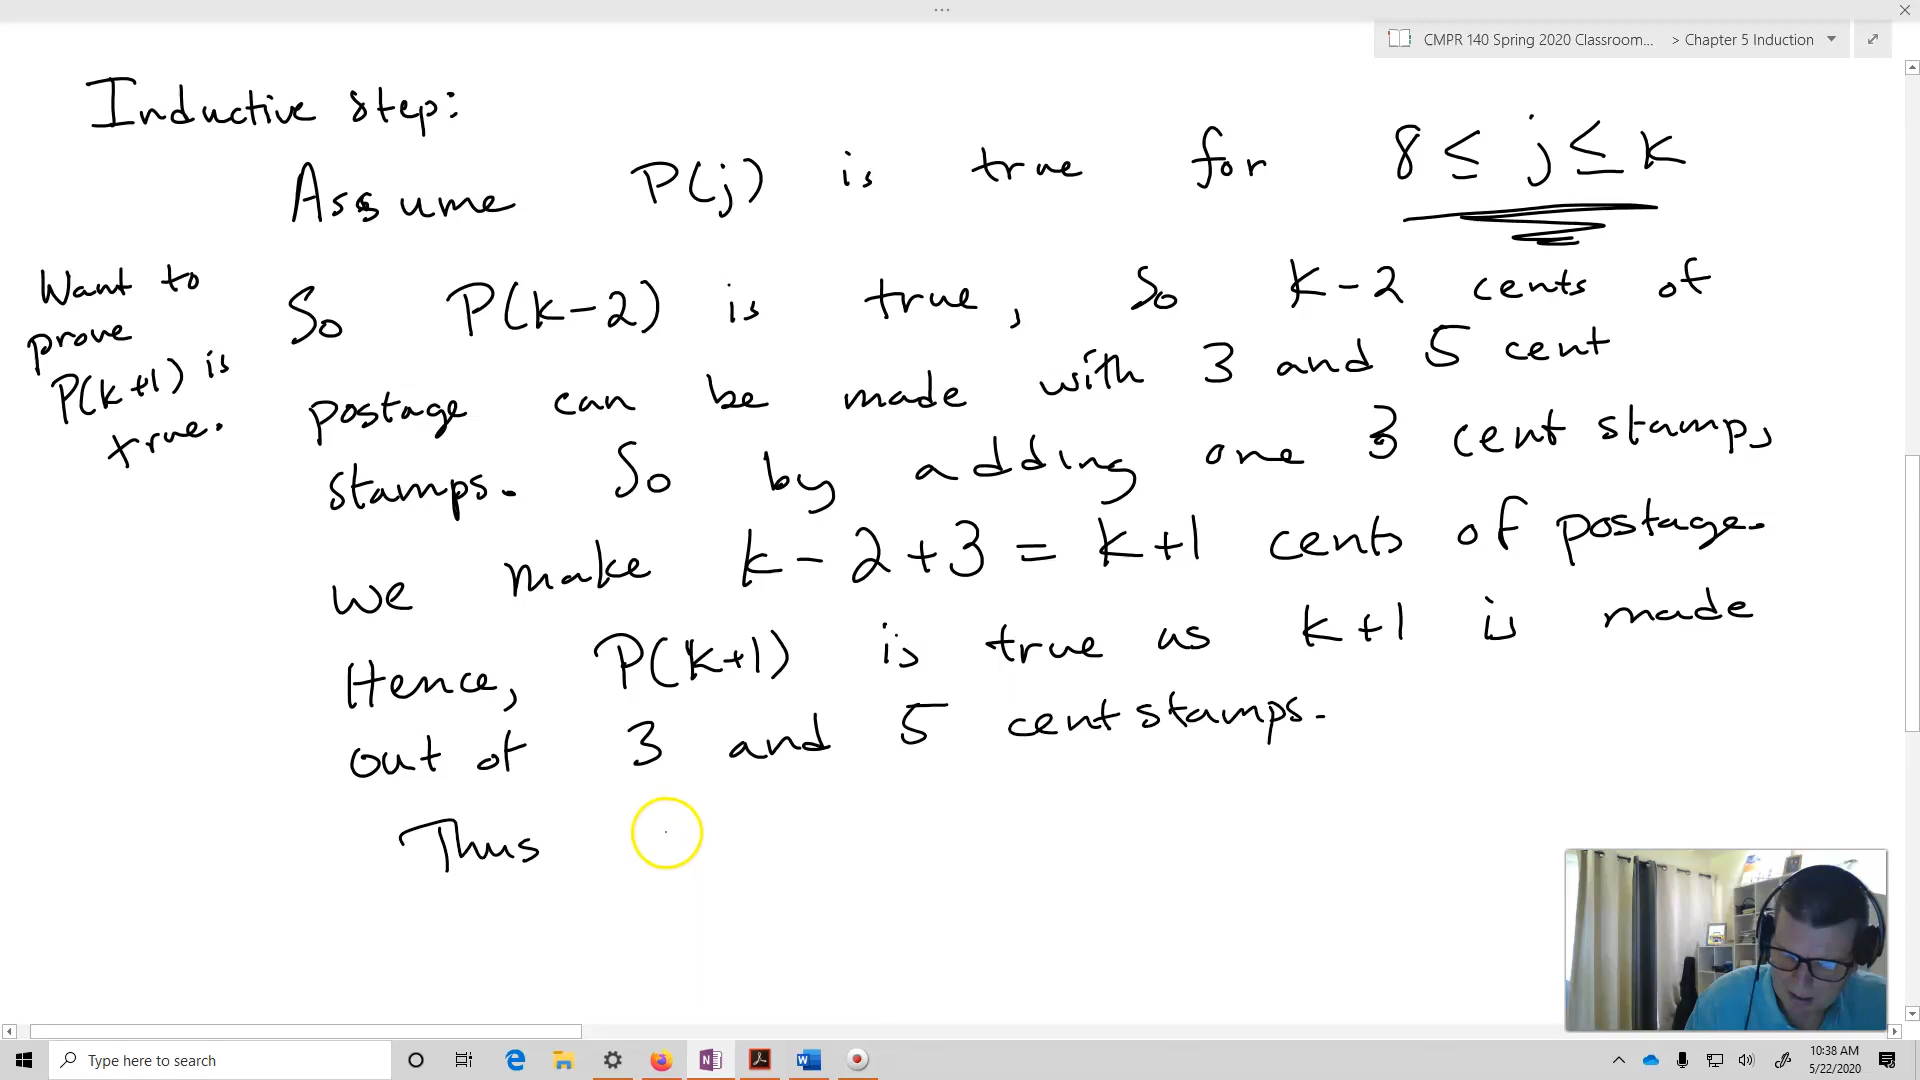 CMPR 140 Spring 2020 Classroom... > Chapter 5 Induction
Inductive step:
Assume P(j) is true for 8 ≤ j ≤ k
Want to
prove
P(k+1) is
true.
So P(k-2) is true, So k-2 cents of
postage can be made with 3 and 5 cent
stamps. So by adding one 3 cent stamp,
we make k-2+3 = k+1 cents of postage.
Hence, P(k+1) is true as k+1 is made
out of 3 and 5 cent stamps.
Thus
Type here to search
10:38 AM
5/22/2020